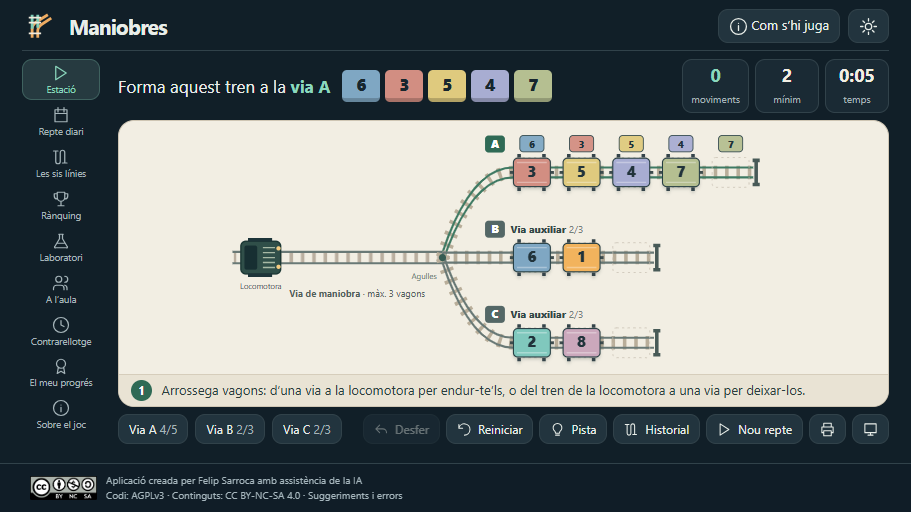 Maniobres
Com s'hi juga
Estació
Repte diari
Les sis línies
Rànquing
Laboratori
A l'aula
Contrarellotge
El meu progrés
Sobre el joc
Forma aquest tren a la via A 6 3 5 4 7
0 moviments
2 mínim
0:05 temps
A 6 3 5 4 7
3 5 4 7
B Via auxiliar 2/3
6 1
Locomotora
Agulles
Via de maniobra · màx. 3 vagons
C Via auxiliar 2/3
2 8
1 Arrossega vagons: d'una via a la locomotora per endur-te'ls, o del tren de la locomotora a una via per deixar-los.
Via A 4/5 Via B 2/3 Via C 2/3 Desfer Reiniciar Pista Historial Nou repte
CC BY NC SA
Aplicació creada per Felip Sarroca amb assistència de la IA
Codi: AGPLv3 · Continguts: CC BY-NC-SA 4.0 · Suggeriments i errors